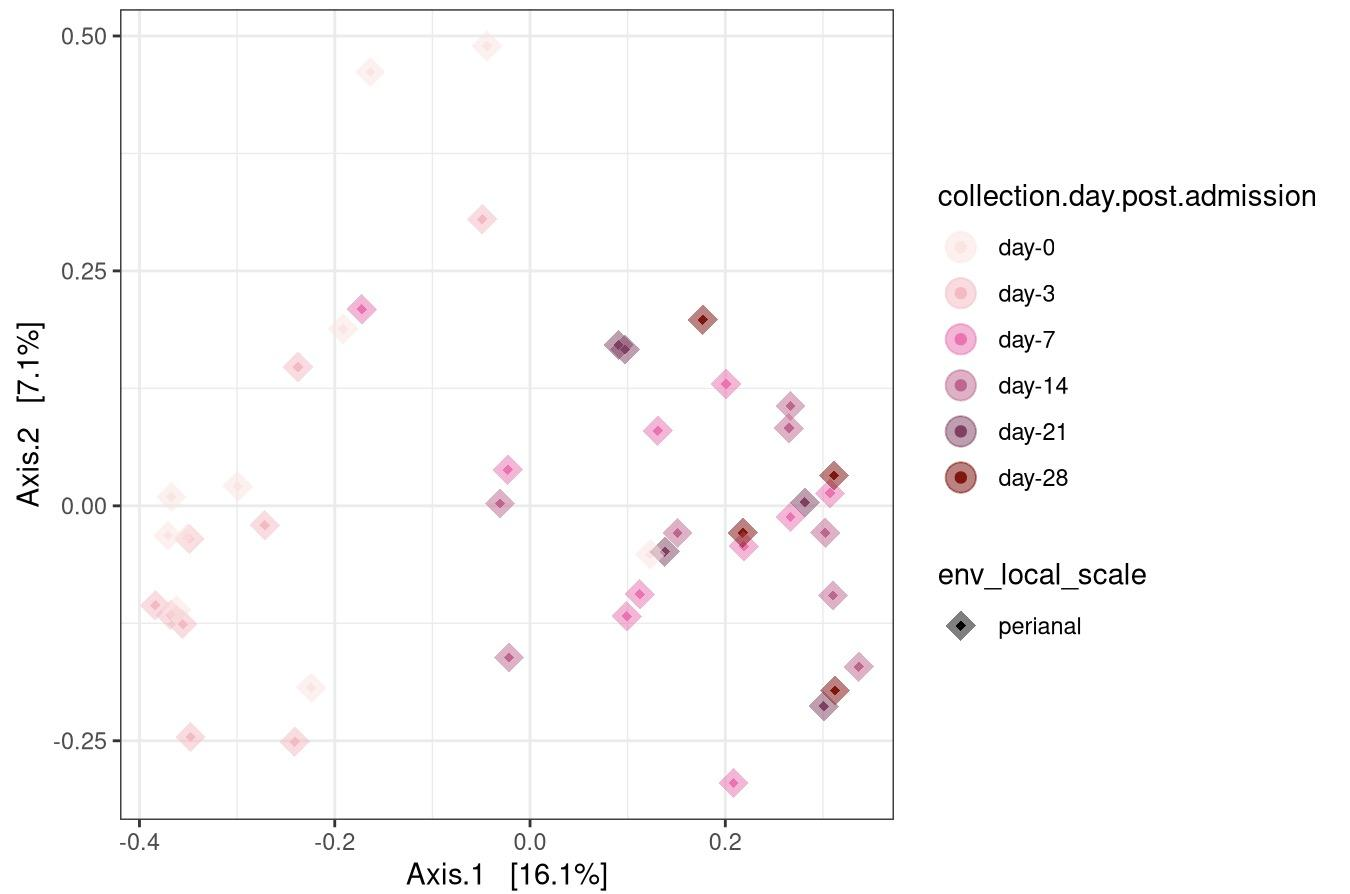 0.50
0.25
0.00
-0.25
Axis.2 [7.1%]
-0.4
-0.2
0.0
0.2
Axis.1 [16.1%]
collection.day.post.admission
day-0
day-3
day-7
day-14
day-21
day-28
env_local_scale
perianal